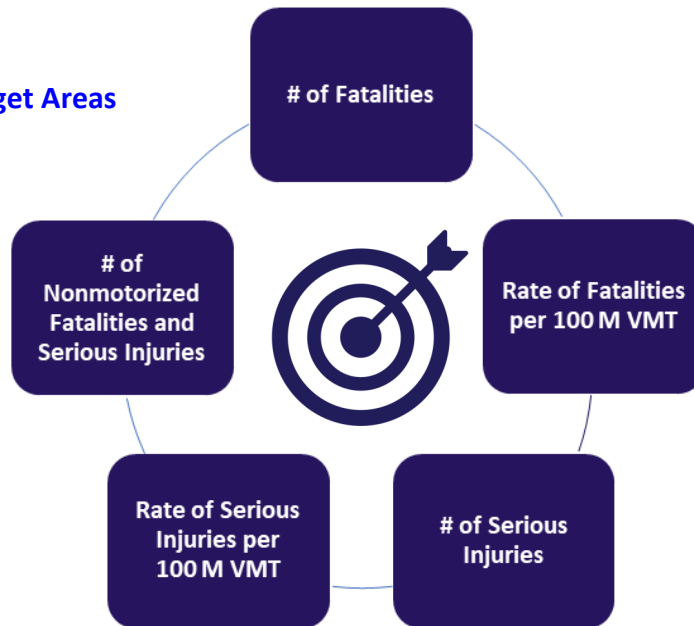 # of Fatalities
get Areas
# of
Nonmotorized
Fatalities and
Serious Injuries
Rate of Fatalities
per 100 M VMT
Rate of Serious
Injuries per
100 M VMT
# of Serious
Injuries